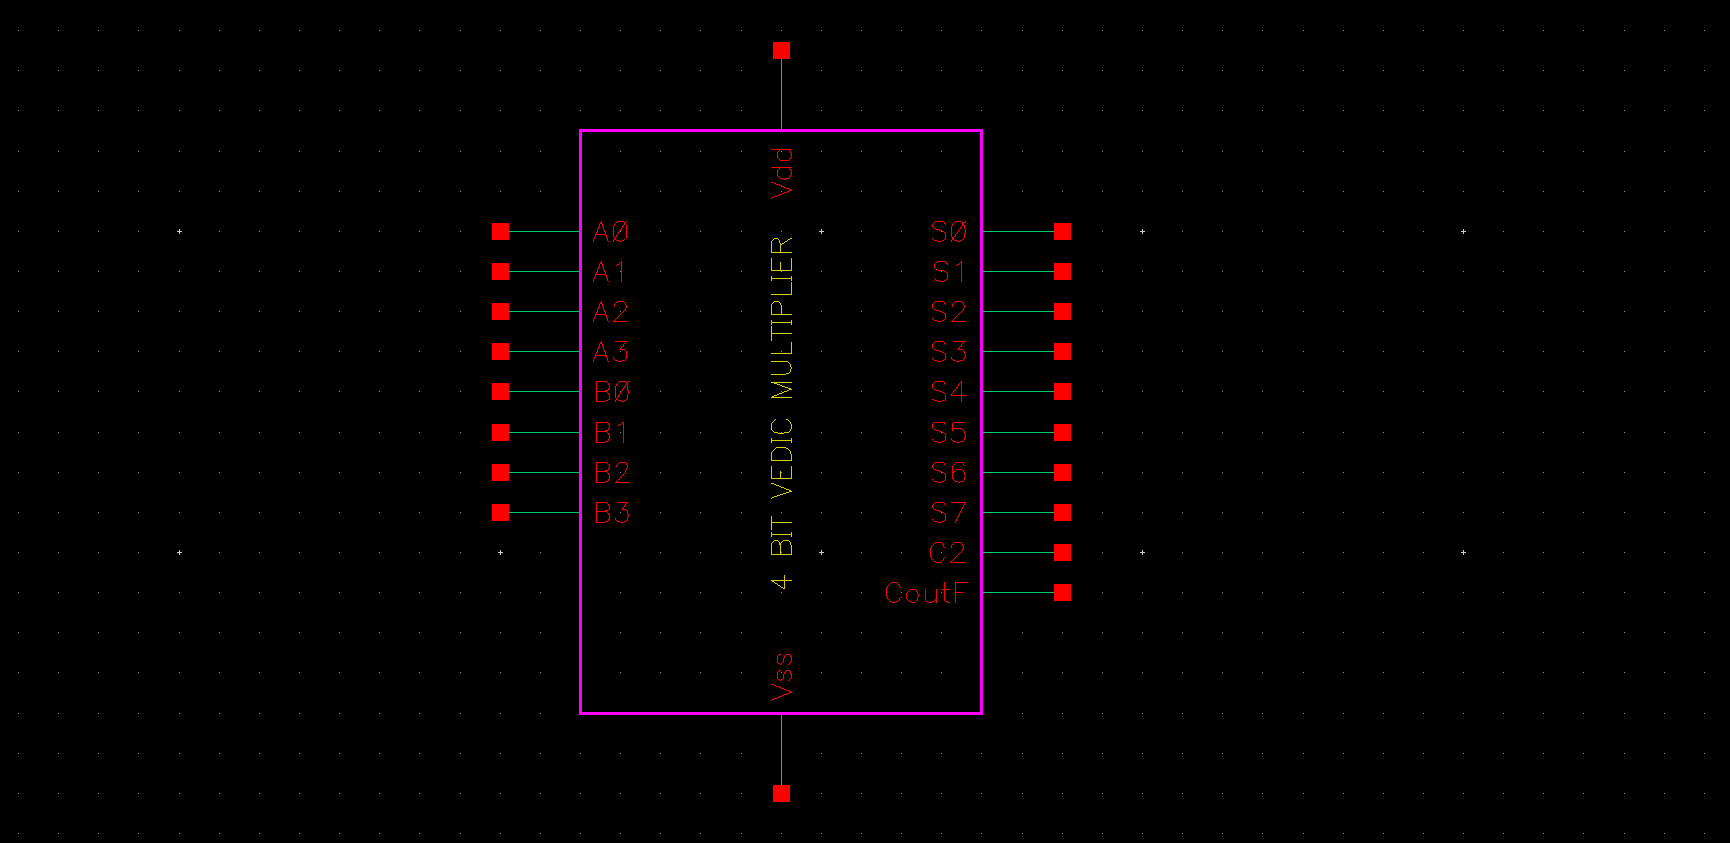 Vdd
A0
A1
A2
A3
B0
B1
B2
B3
4 BIT VEDIC MULTIPLIER
S0
S1
S2
S3
S4
S5
S6
S7
C2
CoutF
Vss